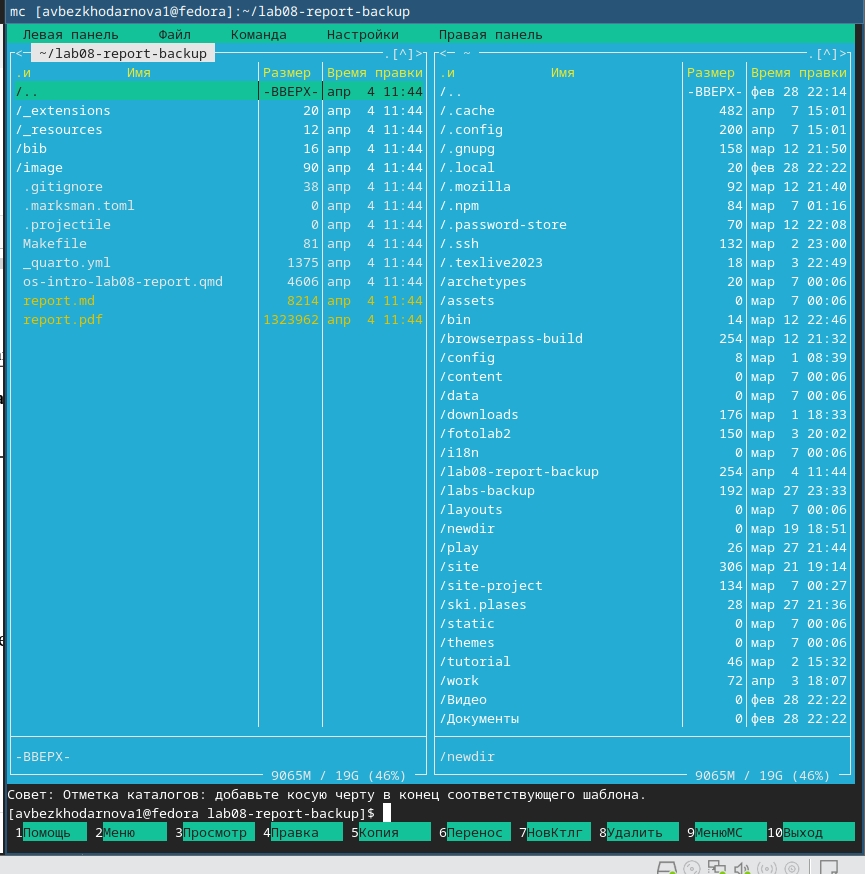 mc [avbezkhodarnova1@fedora]:~/lab08-report-backup
Левая панель Файл Команда Настройки Правая панель
<─ ~/lab08-report-backup .[^]>
.и Имя Размер Время правки
/.. -ВВЕРХ- апр 4 11:44
/_extensions 20 апр 4 11:44
/_resources 12 апр 4 11:44
/bib 16 апр 4 11:44
/image 90 апр 4 11:44
.gitignore 38 апр 4 11:44
.marksman.toml 0 апр 4 11:44
.projectile 0 апр 4 11:44
Makefile 81 апр 4 11:44
_quarto.yml 1375 апр 4 11:44
os-intro-lab08-report.qmd 4606 апр 4 11:44
report.md 8214 апр 4 11:44
report.pdf 1323962 апр 4 11:44
-ВВЕРХ-
9065M / 19G (46%)
<─ ~ .[^]>
.и Имя Размер Время правки
/.. -ВВЕРХ- фев 28 22:14
/.cache 482 апр 7 15:01
/.config 200 апр 7 15:01
/.gnupg 158 мар 12 21:50
/.local 20 фев 28 22:22
/.mozilla 92 мар 12 21:40
/.npm 84 мар 7 01:16
/.password-store 70 мар 12 22:08
/.ssh 132 мар 2 23:00
/.texlive2023 18 мар 3 22:49
/archetypes 20 мар 7 00:06
/assets 0 мар 7 00:06
/bin 14 мар 12 22:46
/browserpass-build 254 мар 12 21:32
/config 8 мар 1 08:39
/content 0 мар 7 00:06
/data 0 мар 7 00:06
/downloads 176 мар 1 18:33
/fotolab2 150 мар 3 20:02
/i18n 0 мар 7 00:06
/lab08-report-backup 254 апр 4 11:44
/labs-backup 192 мар 27 23:33
/layouts 0 мар 7 00:06
/newdir 0 мар 19 18:51
/play 26 мар 27 21:44
/site 306 мар 21 19:14
/site-project 134 мар 7 00:27
/ski.plases 28 мар 27 21:36
/static 0 мар 7 00:06
/themes 0 мар 7 00:06
/tutorial 46 мар 2 15:32
/work 72 апр 3 18:07
/Видео 0 фев 28 22:22
/Документы 0 фев 28 22:22
/newdir
9065M / 19G (46%)
Совет: Отметка каталогов: добавьте косую черту в конец соответствующего шаблона.
[avbezkhodarnova1@fedora lab08-report-backup]$
1Помощь 2Меню 3Просмотр 4Правка 5Копия 6Перенос 7НовКтлг 8Удалить 9МенюMC 10Выход